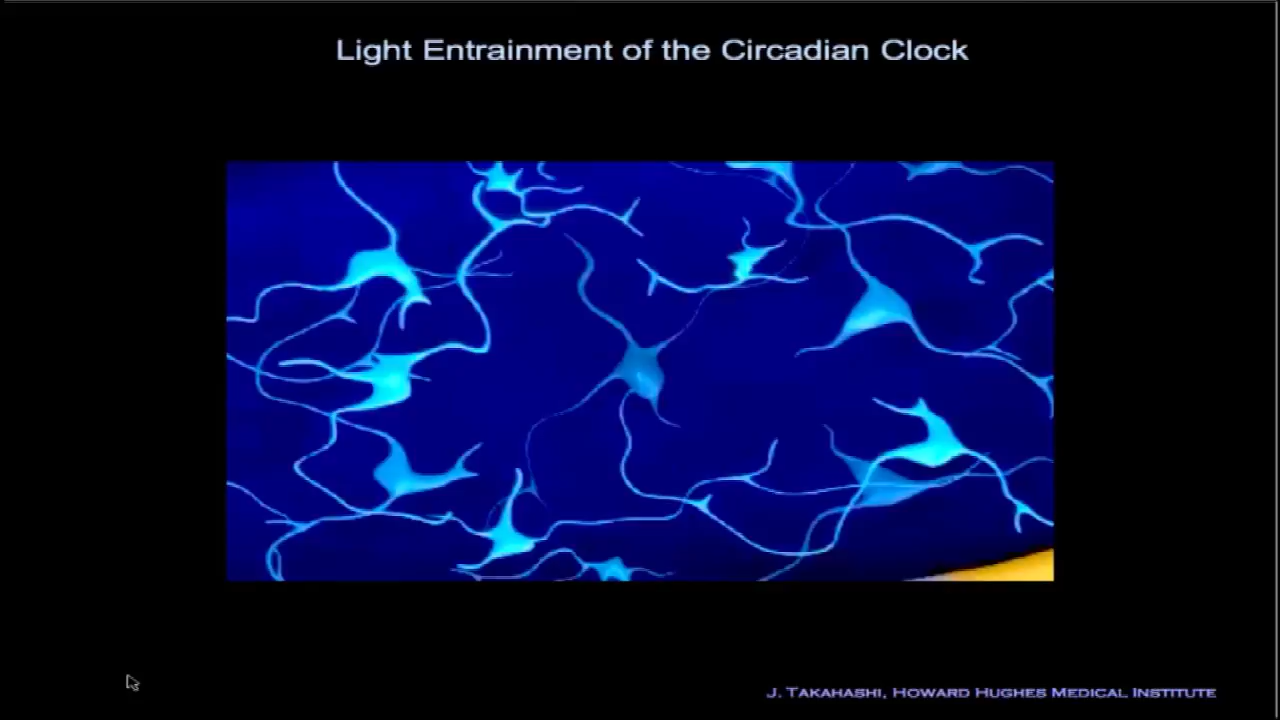 Light Entrainment of the Circadian Clock
J. Takahashi, Howard Hughes Medical Institute